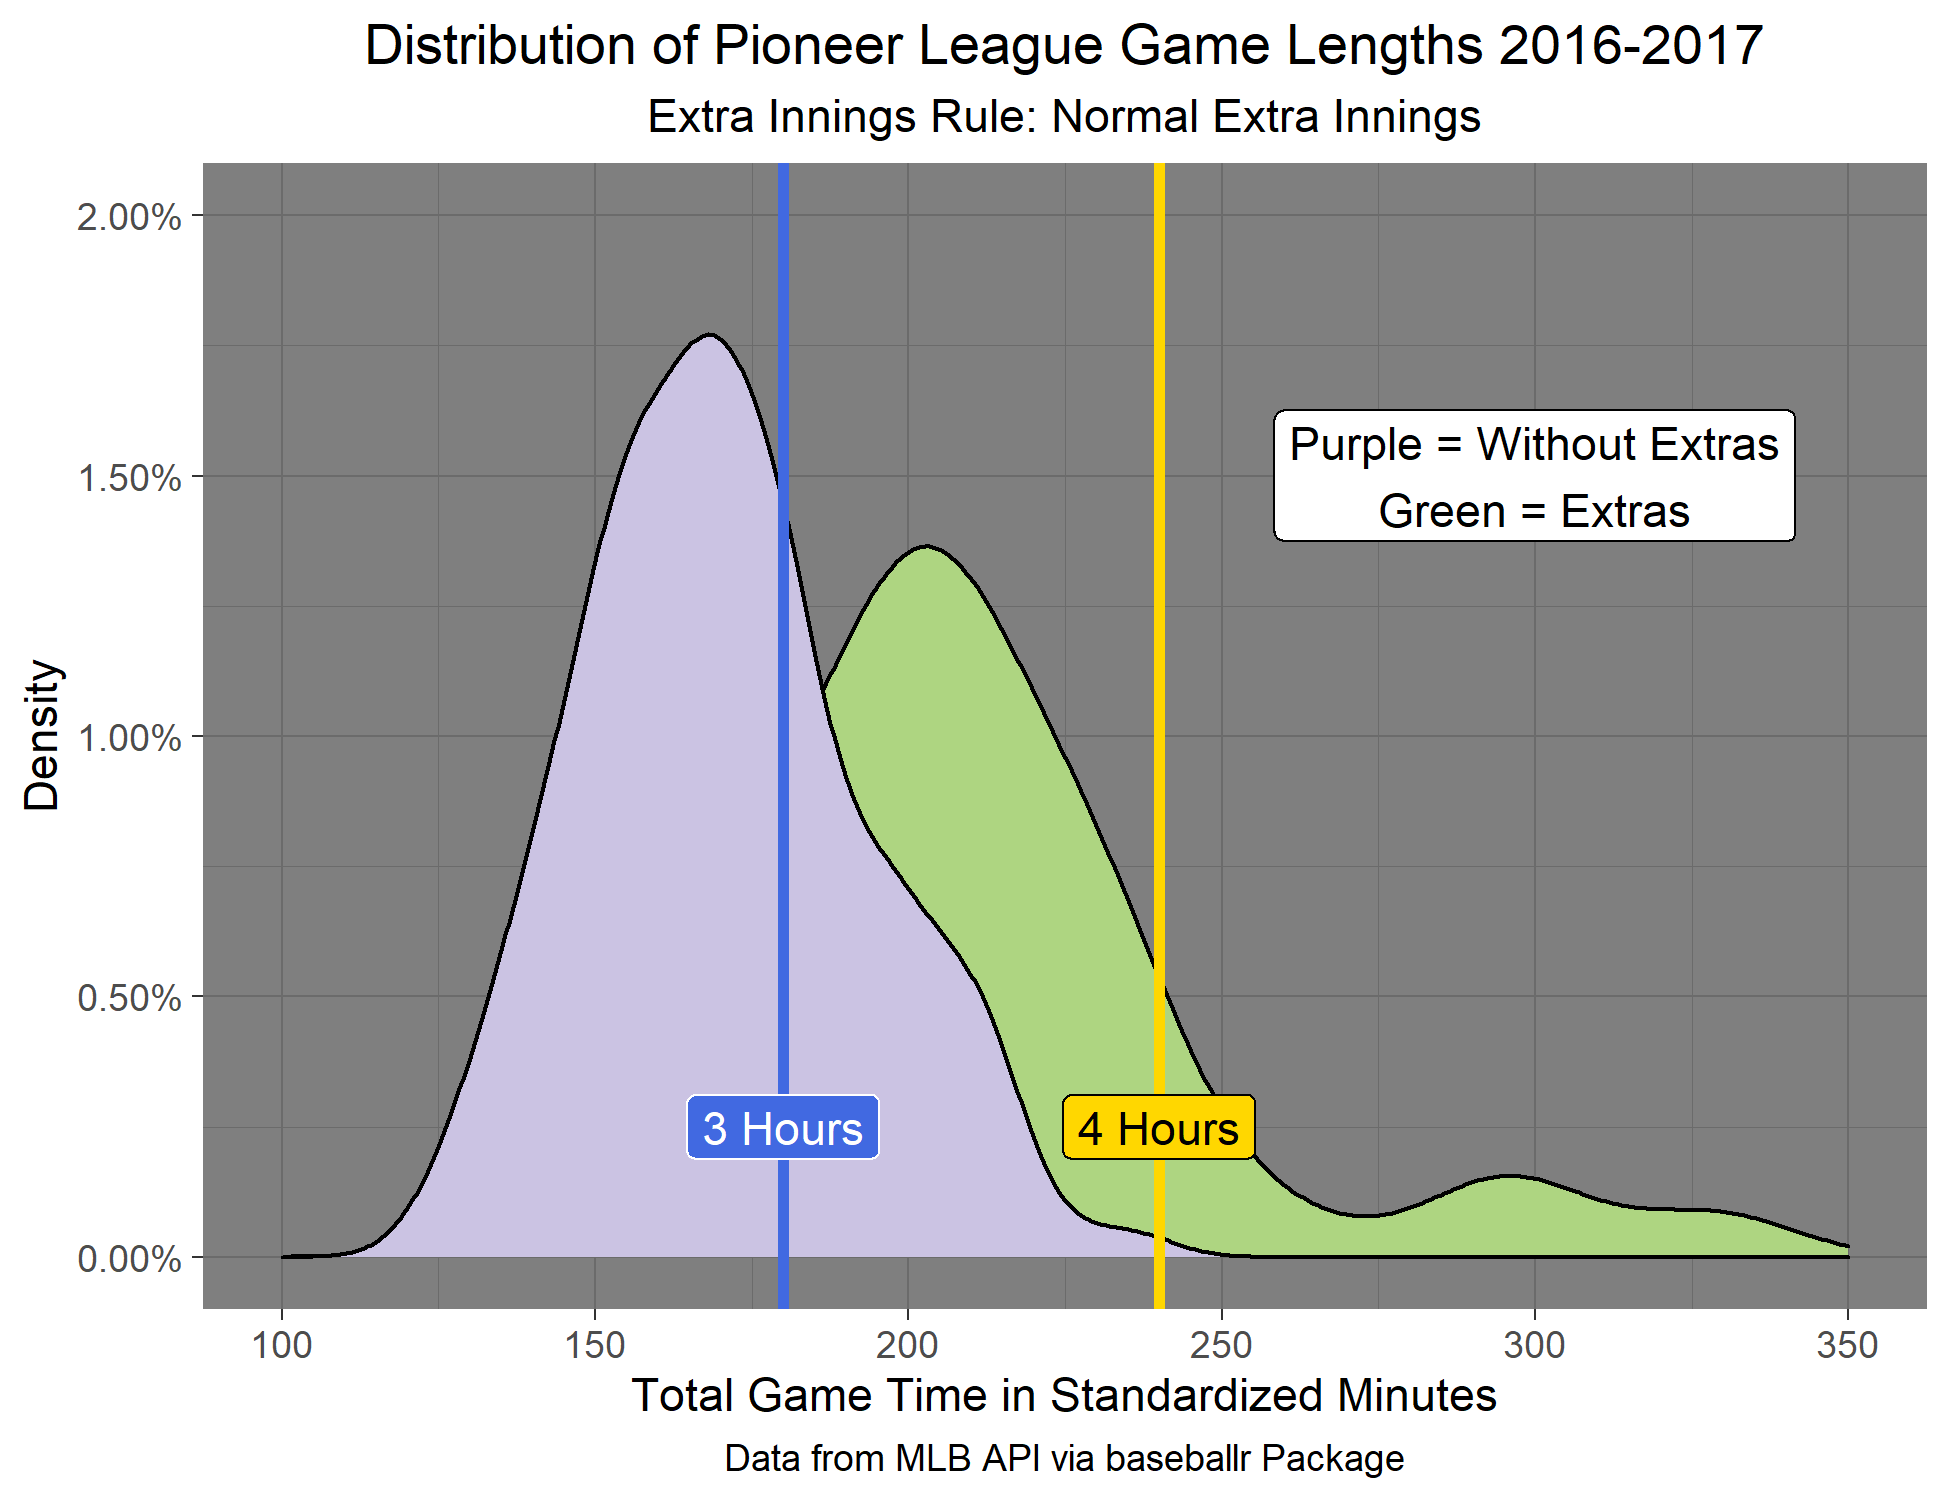 Distribution of Pioneer League Game Lengths 2016-2017
Extra Innings Rule: Normal Extra Innings
2.00%
1.50%
1.00%
0.50%
0.00%
Density
Purple = Without Extras
Green = Extras
3 Hours
4 Hours
100
150
200
250
300
350
Total Game Time in Standardized Minutes
Data from MLB API via baseballr Package